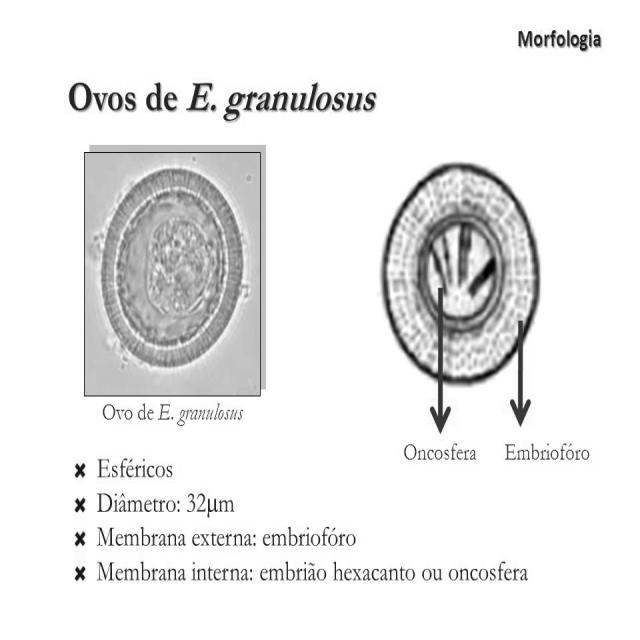 Morfologia
Ovos de E. granulosus
Ovo de E. granulosus
Oncosfera Embriofóro
✘ Esféricos
✘ Diâmetro: 32µm
✘ Membrana externa: embriofóro
✘ Membrana interna: embrião hexacanto ou oncosfera